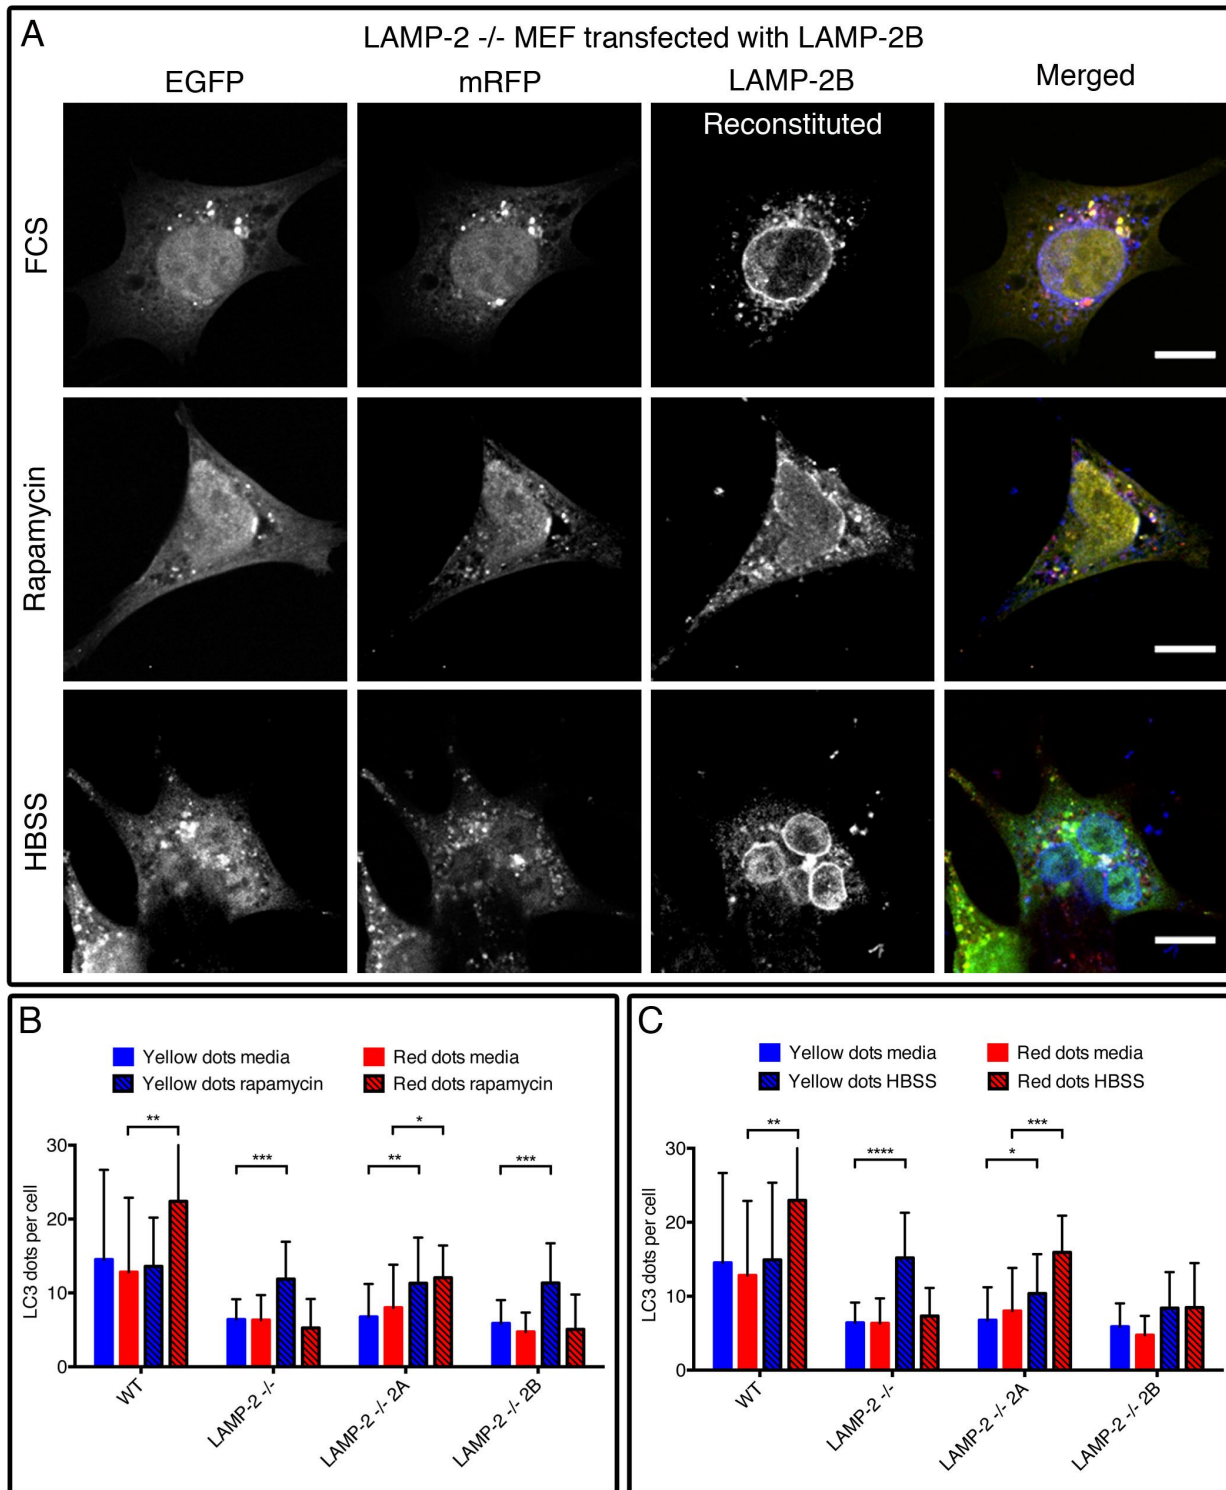 A
LAMP-2 -/- MEF transfected with LAMP-2B
EGFP mRFP LAMP-2B Merged
Reconstituted
FCS
Rapamycin
HBSS
B
Yellow dots media Red dots media
Yellow dots rapamycin Red dots rapamycin
** *** ** * ***
LC3 dots per cell
30
20
10
0
WT LAMP-2 -/- LAMP-2 -/- 2A LAMP-2 -/- 2B
C
Yellow dots media Red dots media
Yellow dots HBSS Red dots HBSS
** **** * ***
LC3 dots per cell
30
20
10
0
WT LAMP-2 -/- LAMP-2 -/- 2A LAMP-2 -/- 2B